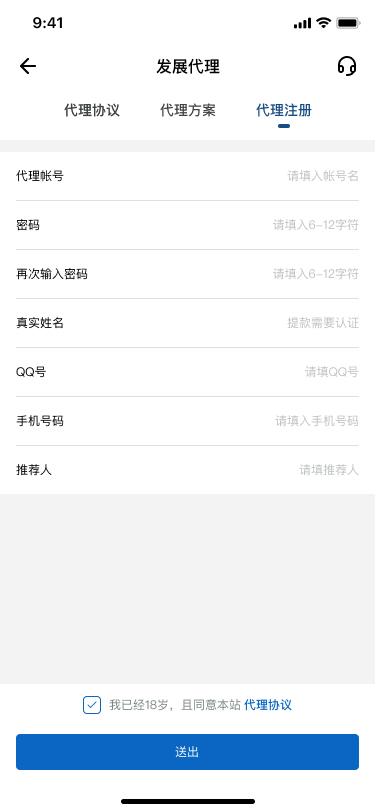 9:41
发展代理
代理协议 代理方案 代理注册
代理帐号 请填入帐号名
密码 请填入6-12字符
再次输入密码 请填入6-12字符
真实姓名 提款需要认证
QQ号 请填QQ号
手机号码 请填入手机号码
推荐人 请填推荐人
我已经18岁，且同意本站 代理协议
送出